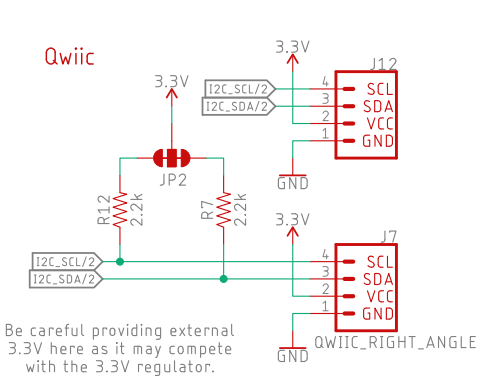 Qwiic
3.3V
J12
I2C_SCL/2
4
SCL
3.3V
I2C_SDA/2
3
SDA
2
VCC
1
GND
JP2
GND
R12
2.2k
R7
2.2k
3.3V
J7
I2C_SCL/2
4
SCL
I2C_SDA/2
3
SDA
2
VCC
1
GND
Be careful providing external
3.3V here as it may compete
with the 3.3V regulator.
GND
QWIIC_RIGHT_ANGLE